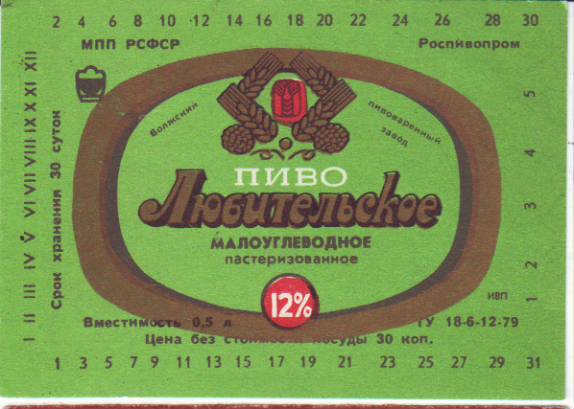 2 4 6 8 10 12 14 16 18 20 22 24 26 28 30
МПП РСФСР
Роспивопром
I II III IV V VI VII VIII IX X XI XII
Срок хранения 30 суток
Волжский
пивоваренный
завод
ПИВО
Любительское
МАЛОУГЛЕВОДНОЕ
пастеризованное
12%
5 4 3 2 1
ИВП
Вместимость 0,5 л
ТУ 18-6-12-79
Цена без стоимости посуды 30 коп.
1 3 5 7 9 11 13 15 17 19 21 23 25 27 29 31